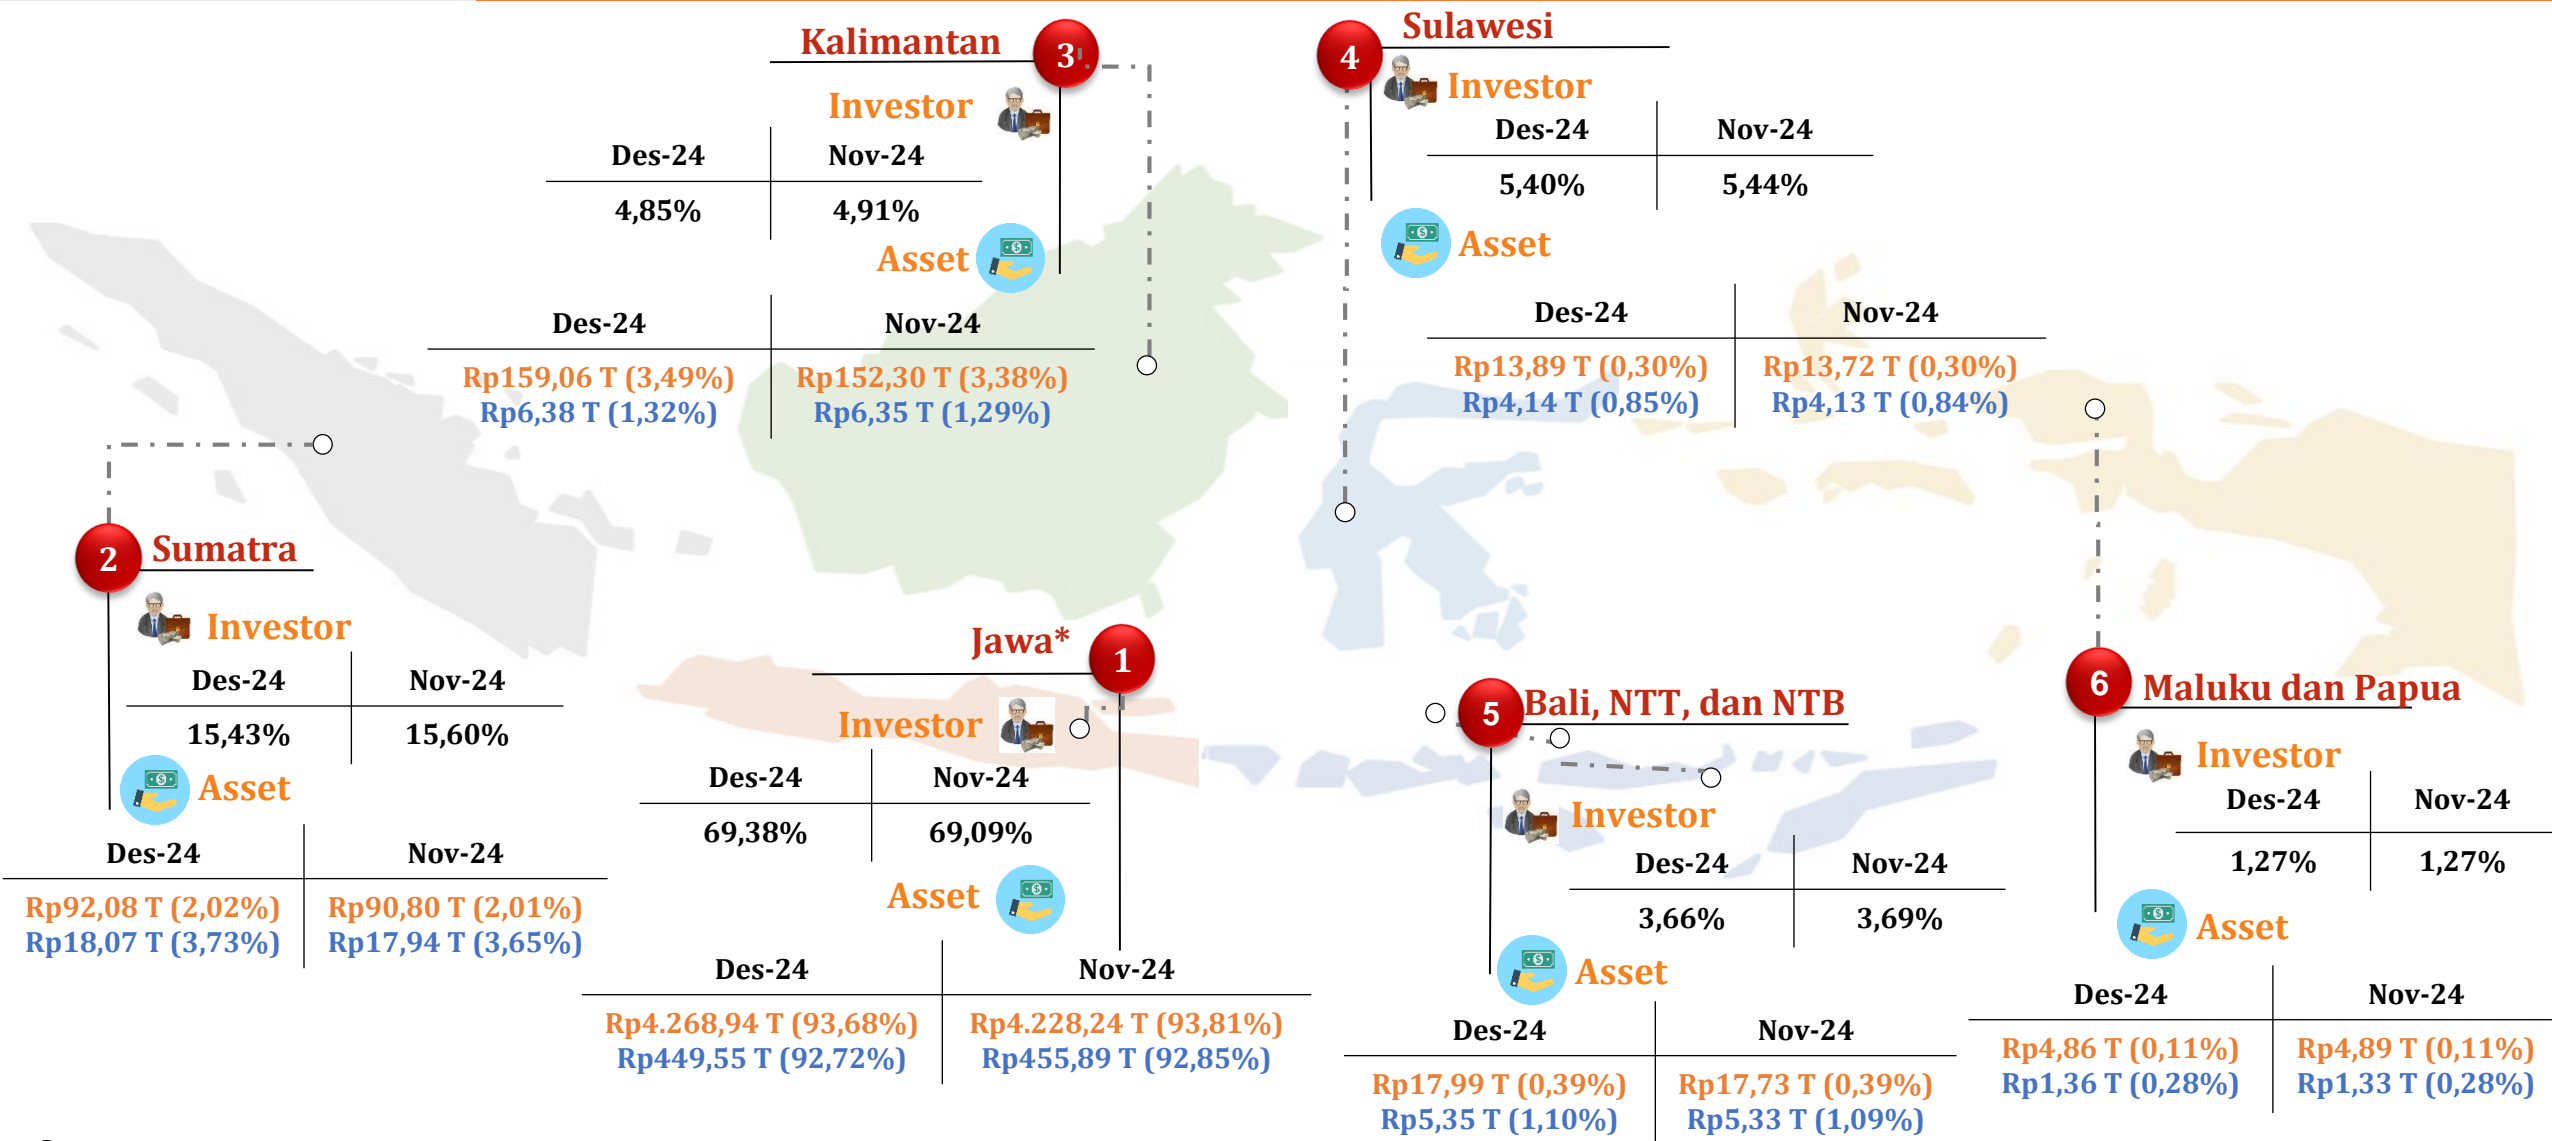 Kalimantan
3
Investor
Des-24 Nov-24
4,85% 4,91%
Asset
Des-24 Nov-24
Rp159,06 T (3,49%) Rp152,30 T (3,38%)
Rp6,38 T (1,32%) Rp6,35 T (1,29%)
4
Sulawesi
Investor
Des-24 Nov-24
5,40% 5,44%
Asset
Des-24 Nov-24
Rp13,89 T (0,30%) Rp13,72 T (0,30%)
Rp4,14 T (0,85%) Rp4,13 T (0,84%)
2 Sumatra
Investor
Des-24 Nov-24
15,43% 15,60%
Asset
Des-24 Nov-24
Rp92,08 T (2,02%) Rp90,80 T (2,01%)
Rp18,07 T (3,73%) Rp17,94 T (3,65%)
Jawa* 1
Investor
Des-24 Nov-24
69,38% 69,09%
Asset
Des-24 Nov-24
Rp4.268,94 T (93,68%) Rp4.228,24 T (93,81%)
Rp449,55 T (92,72%) Rp455,89 T (92,85%)
5 Bali, NTT, dan NTB
Investor
Des-24 Nov-24
3,66% 3,69%
Asset
Des-24 Nov-24
Rp17,99 T (0,39%) Rp17,73 T (0,39%)
Rp5,35 T (1,10%) Rp5,33 T (1,09%)
6 Maluku dan Papua
Investor
Des-24 Nov-24
1,27% 1,27%
Asset
Des-24 Nov-24
Rp4,86 T (0,11%) Rp4,89 T (0,11%)
Rp1,36 T (0,28%) Rp1,33 T (0,28%)